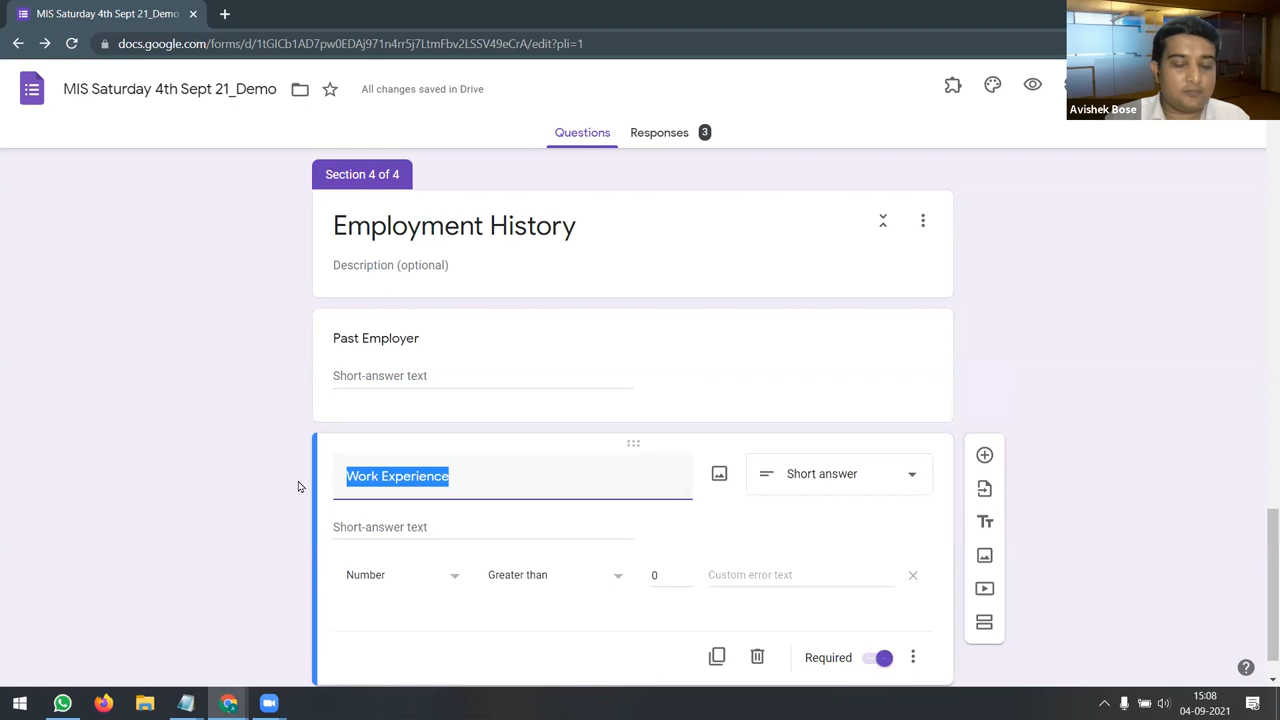 MIS Saturday 4th Sept 21_Demo
docs.google.com/forms/d/1tGICb1AD7pw0EDAj971n4rr5j7LtmFbv2LSSV49eCrA/edit?pli=1
Avishek Bose
MIS Saturday 4th Sept 21_Demo
All changes saved in Drive
Questions
Responses 3
Section 4 of 4
Employment History
Description (optional)
Past Employer
Short-answer text
Work Experience
Short answer
Short-answer text
Number Greater than 0 Custom error text
Required
15:08
04-09-2021